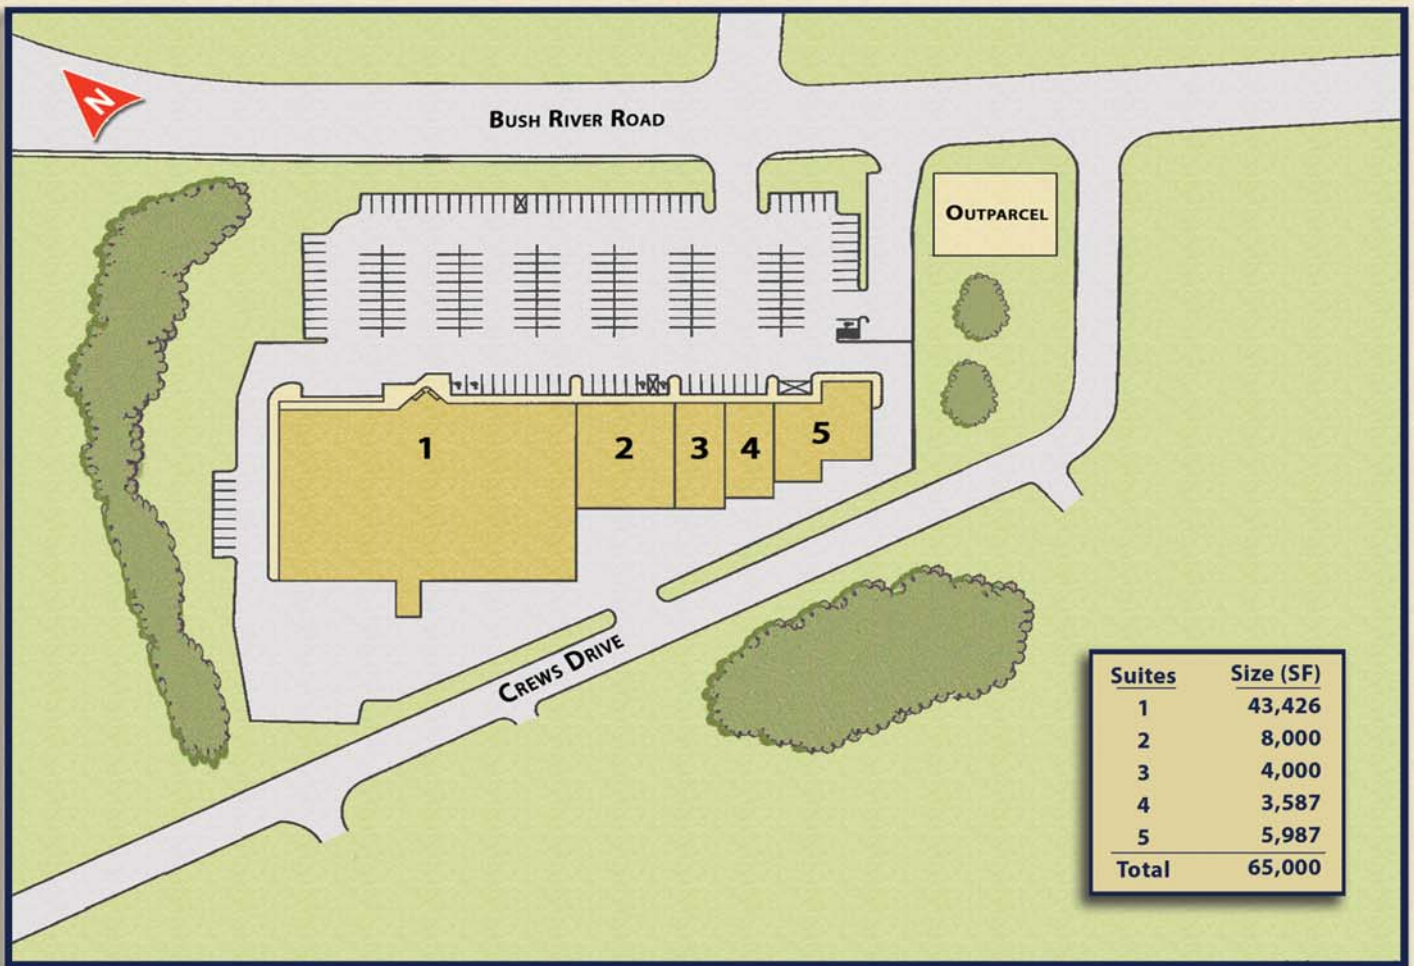 N
Bush River Road
Outparcel
1
2
3
4
5
Crews Drive
Suites Size (SF)
1 43,426
2 8,000
3 4,000
4 3,587
5 5,987
Total 65,000